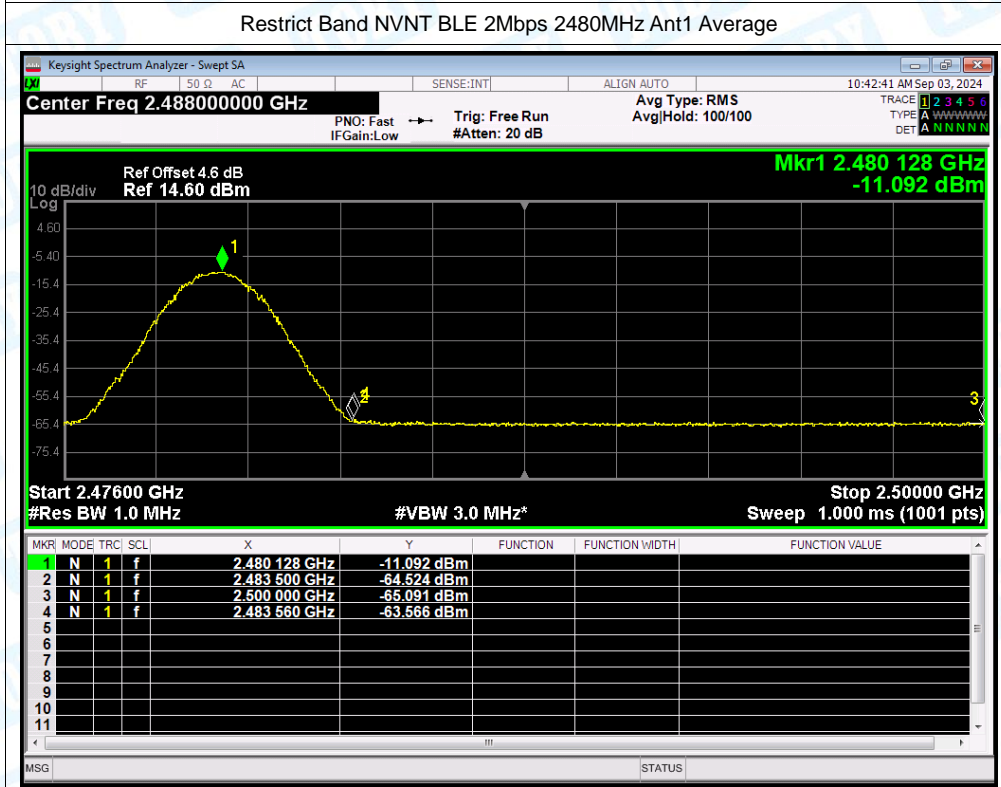 Restrict Band NVNT BLE 2Mbps 2480MHz Ant1 Average
Keysight Spectrum Analyzer - Swept SA
LXI RF 50 Ω AC SENSE:INT ALIGN AUTO 10:42:41 AM Sep 03, 2024
Center Freq 2.488000000 GHz
PNO: Fast
IFGain:Low
Trig: Free Run
#Atten: 20 dB
Avg Type: RMS
Avg|Hold: 100/100
TRACE 1 2 3 4 5 6
TYPE A WWWWW
DET A N N N N N
Mkr1 2.480 128 GHz
-11.092 dBm
Ref Offset 4.6 dB
10 dB/div Ref 14.60 dBm
Log
4.60
-5.40
-15.4
-25.4
-35.4
-45.4
-55.4
-65.4
-75.4
1
3
Start 2.47600 GHz Stop 2.50000 GHz
#Res BW 1.0 MHz #VBW 3.0 MHz* Sweep 1.000 ms (1001 pts)
MKR MODE TRC SCL X Y FUNCTION FUNCTION WIDTH FUNCTION VALUE
1 N 1 f 2.480 128 GHz -11.092 dBm
2 N 1 f 2.483 500 GHz -64.524 dBm
3 N 1 f 2.500 000 GHz -65.091 dBm
4 N 1 f 2.483 560 GHz -63.566 dBm
5
6
7
8
9
10
11
MSG STATUS